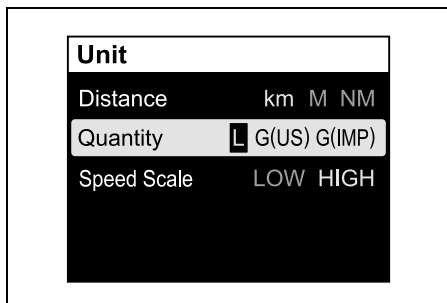 Unit
Distance km M NM
Quantity L G(US) G(IMP)
Speed Scale LOW HIGH